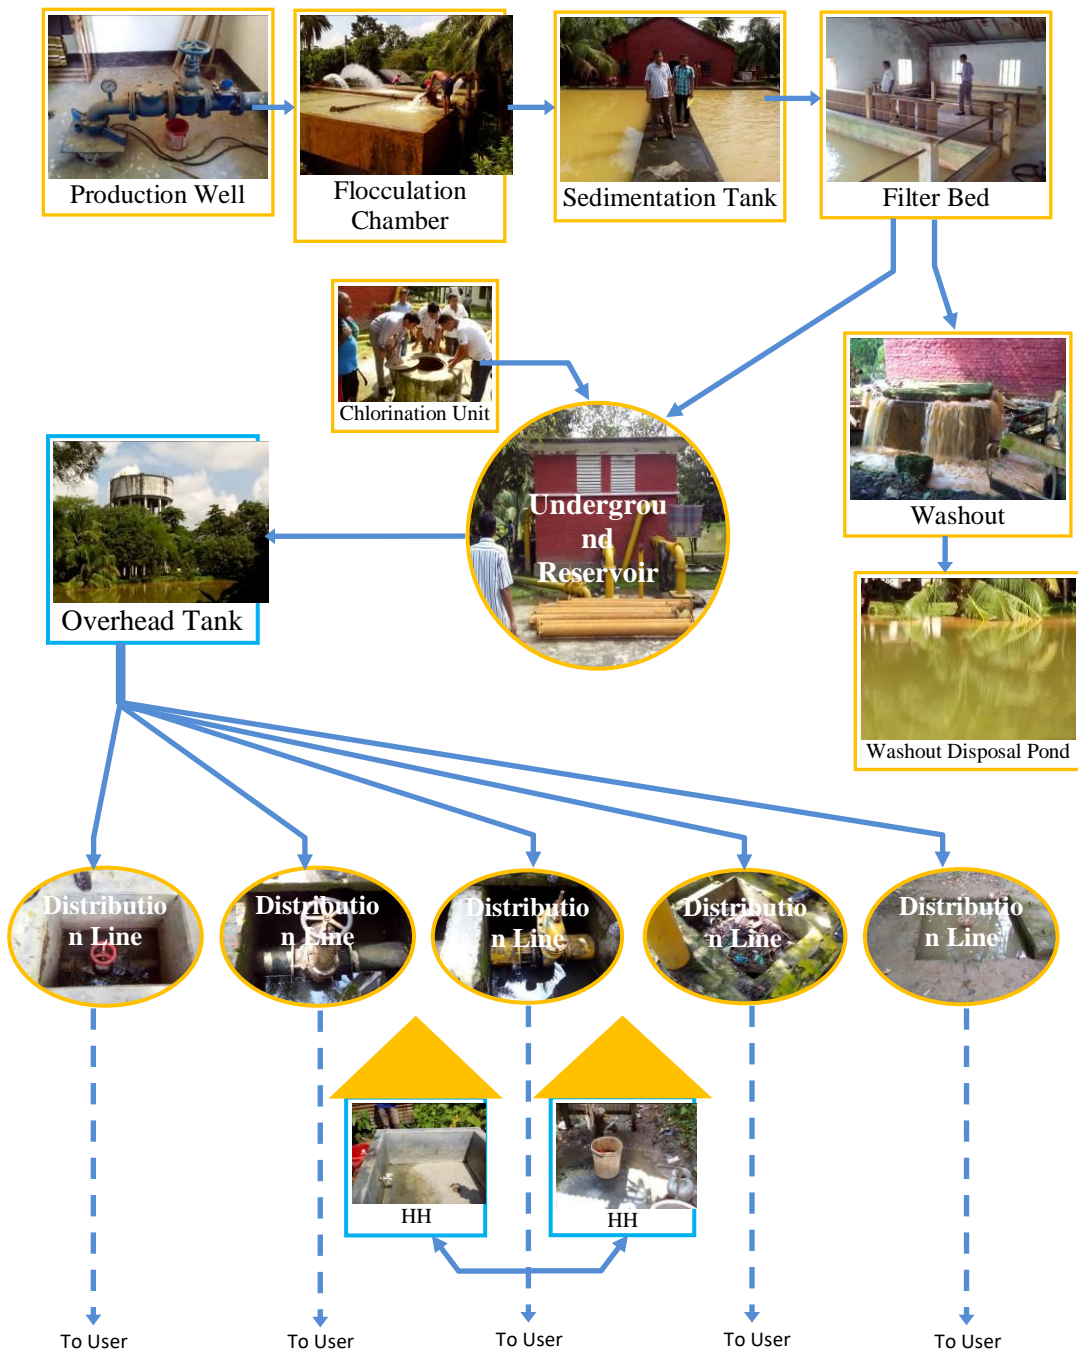 Production Well
Flocculation
Chamber
Sedimentation Tank
Filter Bed
Chlorination Unit
Undergrou
nd
Reservoir
Washout
Overhead Tank
Washout Disposal Pond
Distributio
n Line
Distributio
n Line
Distributio
n Line
Distributio
n Line
Distributio
n Line
HH
HH
To User
To User
To User
To User
To User